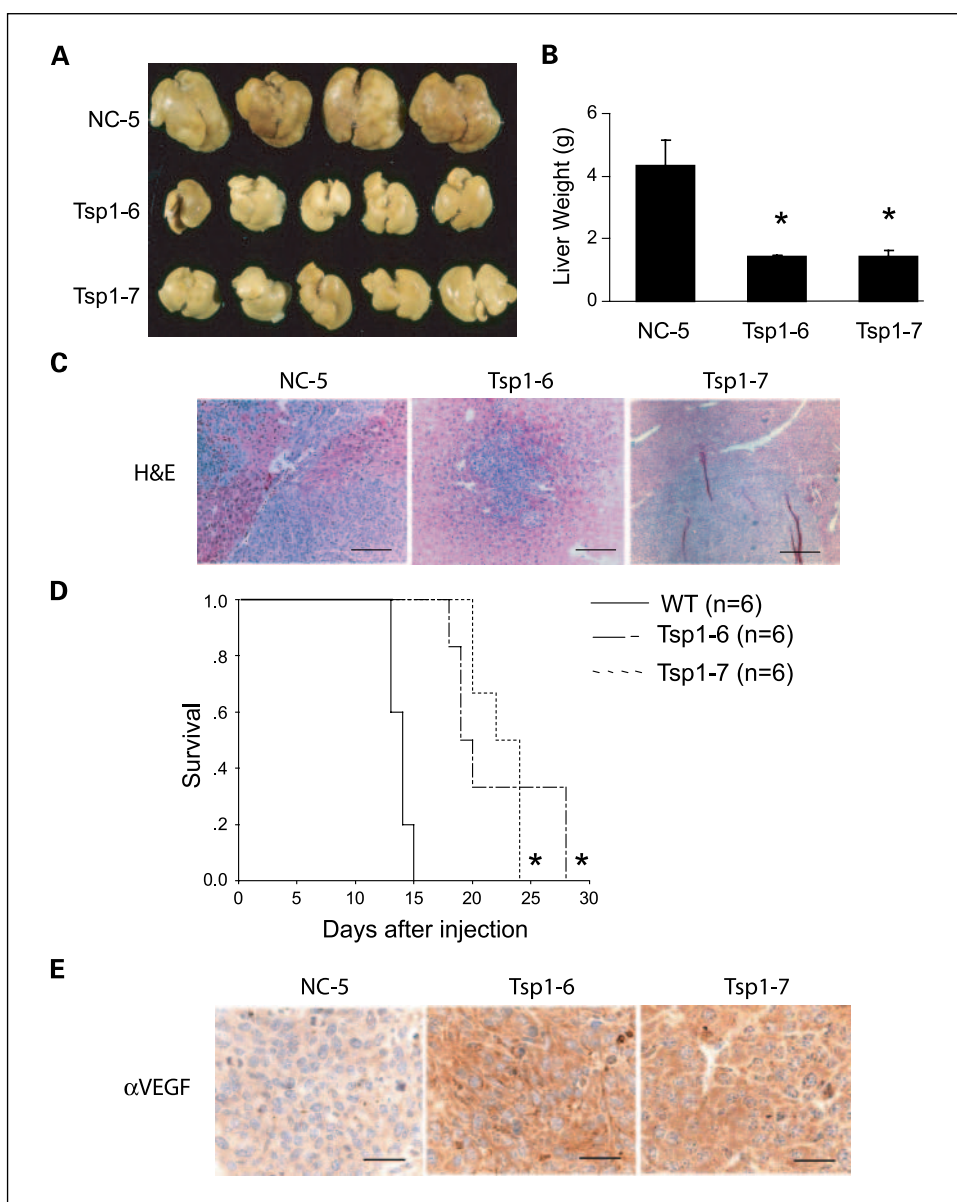 A
NC-5
Tsp1-6
Tsp1-7
B
Liver Weight (g)
6
4
2
0
*
*
NC-5 Tsp1-6 Tsp1-7
C
NC-5 Tsp1-6 Tsp1-7
H&E
D
Survival
1.0
.8
.6
.4
.2
0.0
* *
0 5 10 15 20 25 30
Days after injection
WT (n=6)
Tsp1-6 (n=6)
Tsp1-7 (n=6)
E
NC-5 Tsp1-6 Tsp1-7
αVEGF